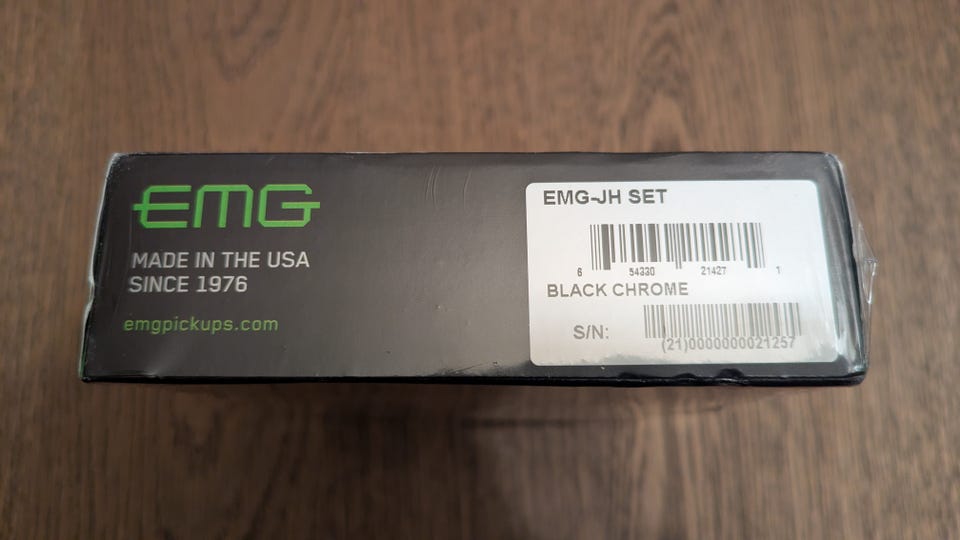 EMG
MADE IN THE USA
SINCE 1976
emgpickups.com
EMG-JH SET
6 54330 21427 1
BLACK CHROME
S/N:
(21)0000000021257